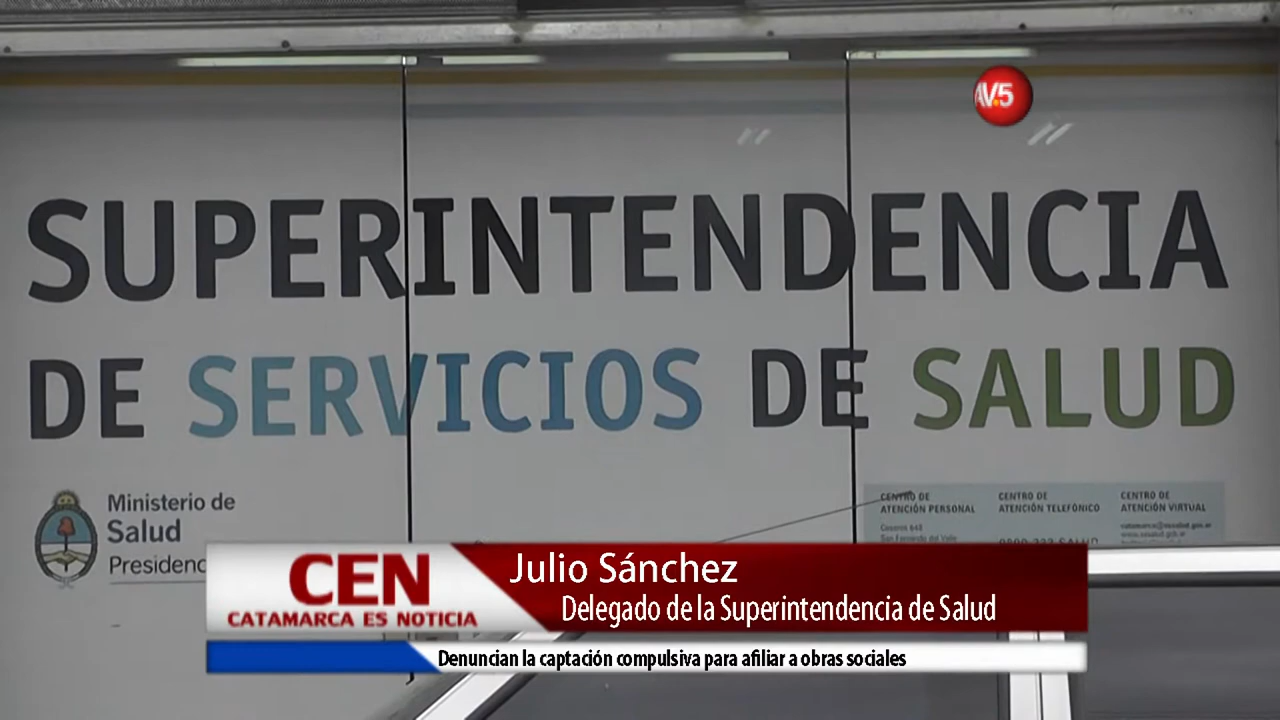 AV.5
SUPERINTENDENCIA
DE SERVICIOS DE SALUD
Ministerio de
Salud
CENTRO DE
ATENCIÓN PERSONAL
CENTRO DE
ATENCIÓN TELEFÓNICO
CENTRO DE
ATENCIÓN VIRTUAL
CEN
CATAMARCA ES NOTICIA
Julio Sánchez
Delegado de la Superintendencia de Salud
Denuncian la captación compulsiva para afiliar a obras sociales